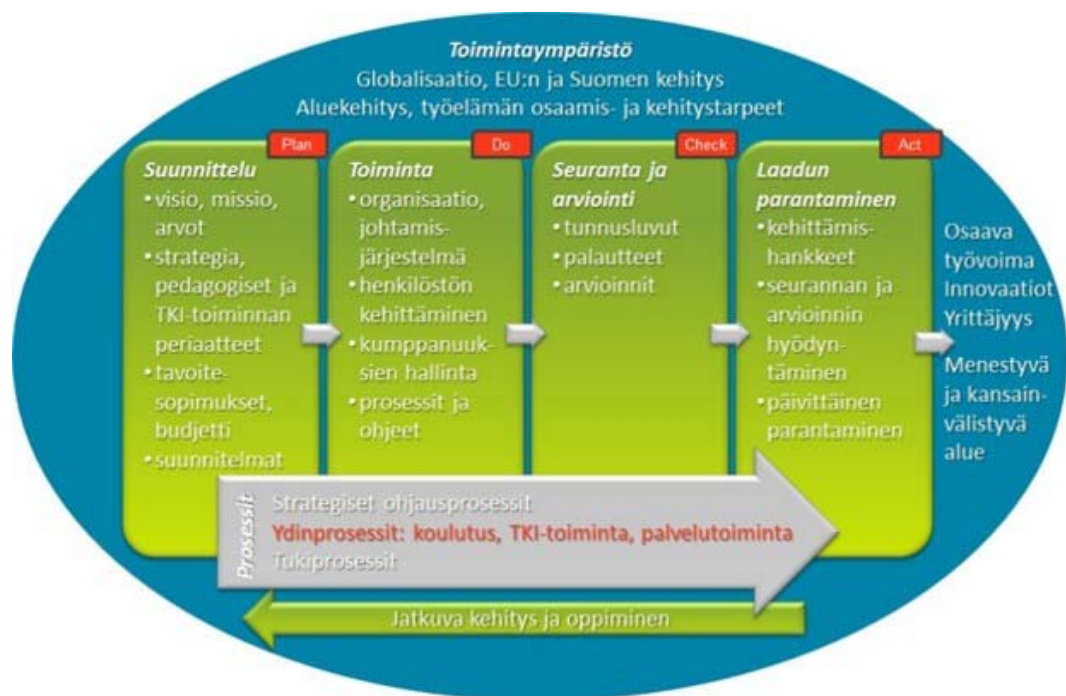 Toimintaympäristö
Globalisaatio, EU:n ja Suomen kehitys
Aluekehitys, työelämän osaamis- ja kehitystarpeet
Plan
Suunnittelu
•visio, missio,
arvot
•strategia,
pedagogiset ja
TKI-toiminnan
periaatteet
•tavoite-
sopimukset,
budjetti
•suunnitelmat
Do
Toiminta
•organisaatio,
johtamis-
järjestelmä
•henkilöstön
kehittäminen
•kumppanuuk-
sien hallinta
•prosessit ja
ohjeet
Check
Seuranta ja
arviointi
•tunnusluvut
•palautteet
•arvioinnit
Act
Laadun
parantaminen
•kehittämis-
hankkeet
•seurannan ja
arvioinnin
hyödyn-
täminen
•päivittäinen
parantaminen
Osaava
työvoima
Innovaatiot
Yrittäjyys
Menestyvä
ja kansain-
välistyvä
alue
Prosessit
Strategiset ohjausprosessit
Ydinprosessit: koulutus, TKI-toiminta, palvelutoiminta
Tukiprosessit
Jatkuva kehitys ja oppiminen